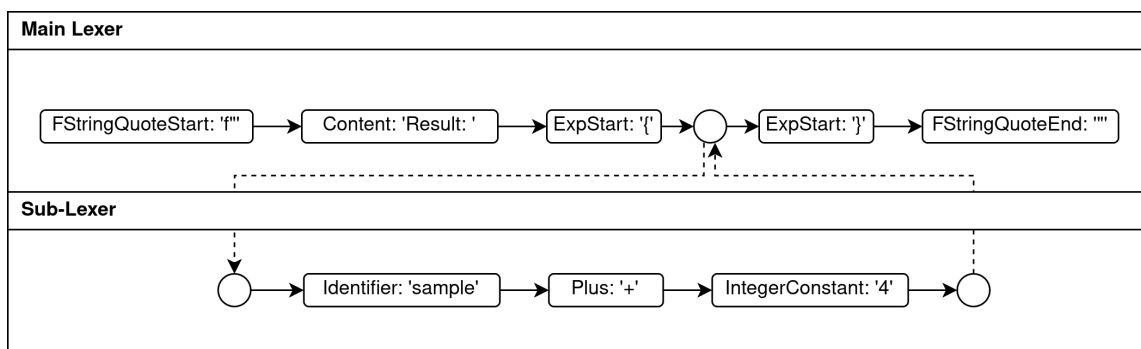 Main Lexer
FStringQuoteStart: 'f"'
Content: 'Result: '
ExpStart: '{'
ExpStart: '}'
FStringQuoteEnd: '"'
Sub-Lexer
Identifier: 'sample'
Plus: '+'
IntegerConstant: '4'